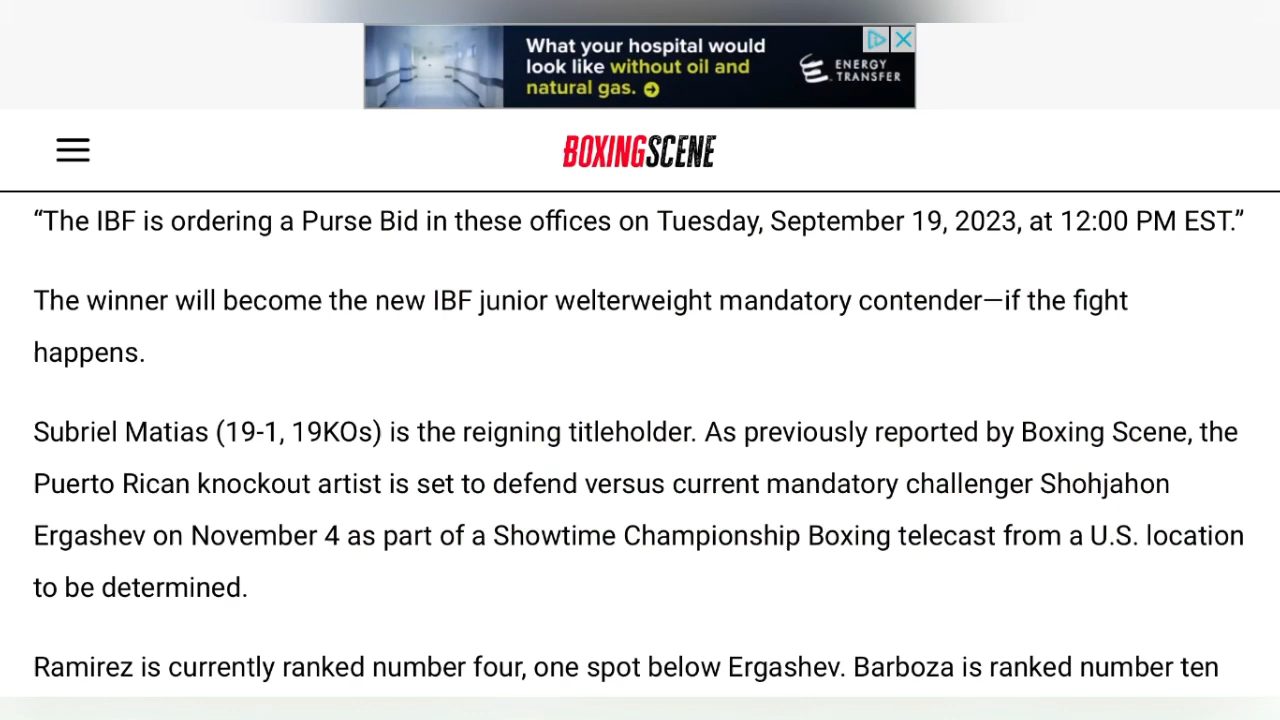 What your hospital would
look like without oil and
natural gas.
ENERGY
TRANSFER
BOXINGSCENE
“The IBF is ordering a Purse Bid in these offices on Tuesday, September 19, 2023, at 12:00 PM EST.”
The winner will become the new IBF junior welterweight mandatory contender—if the fight
happens.
Subriel Matias (19-1, 19KOs) is the reigning titleholder. As previously reported by Boxing Scene, the
Puerto Rican knockout artist is set to defend versus current mandatory challenger Shohjahon
Ergashev on November 4 as part of a Showtime Championship Boxing telecast from a U.S. location
to be determined.
Ramirez is currently ranked number four, one spot below Ergashev. Barboza is ranked number ten